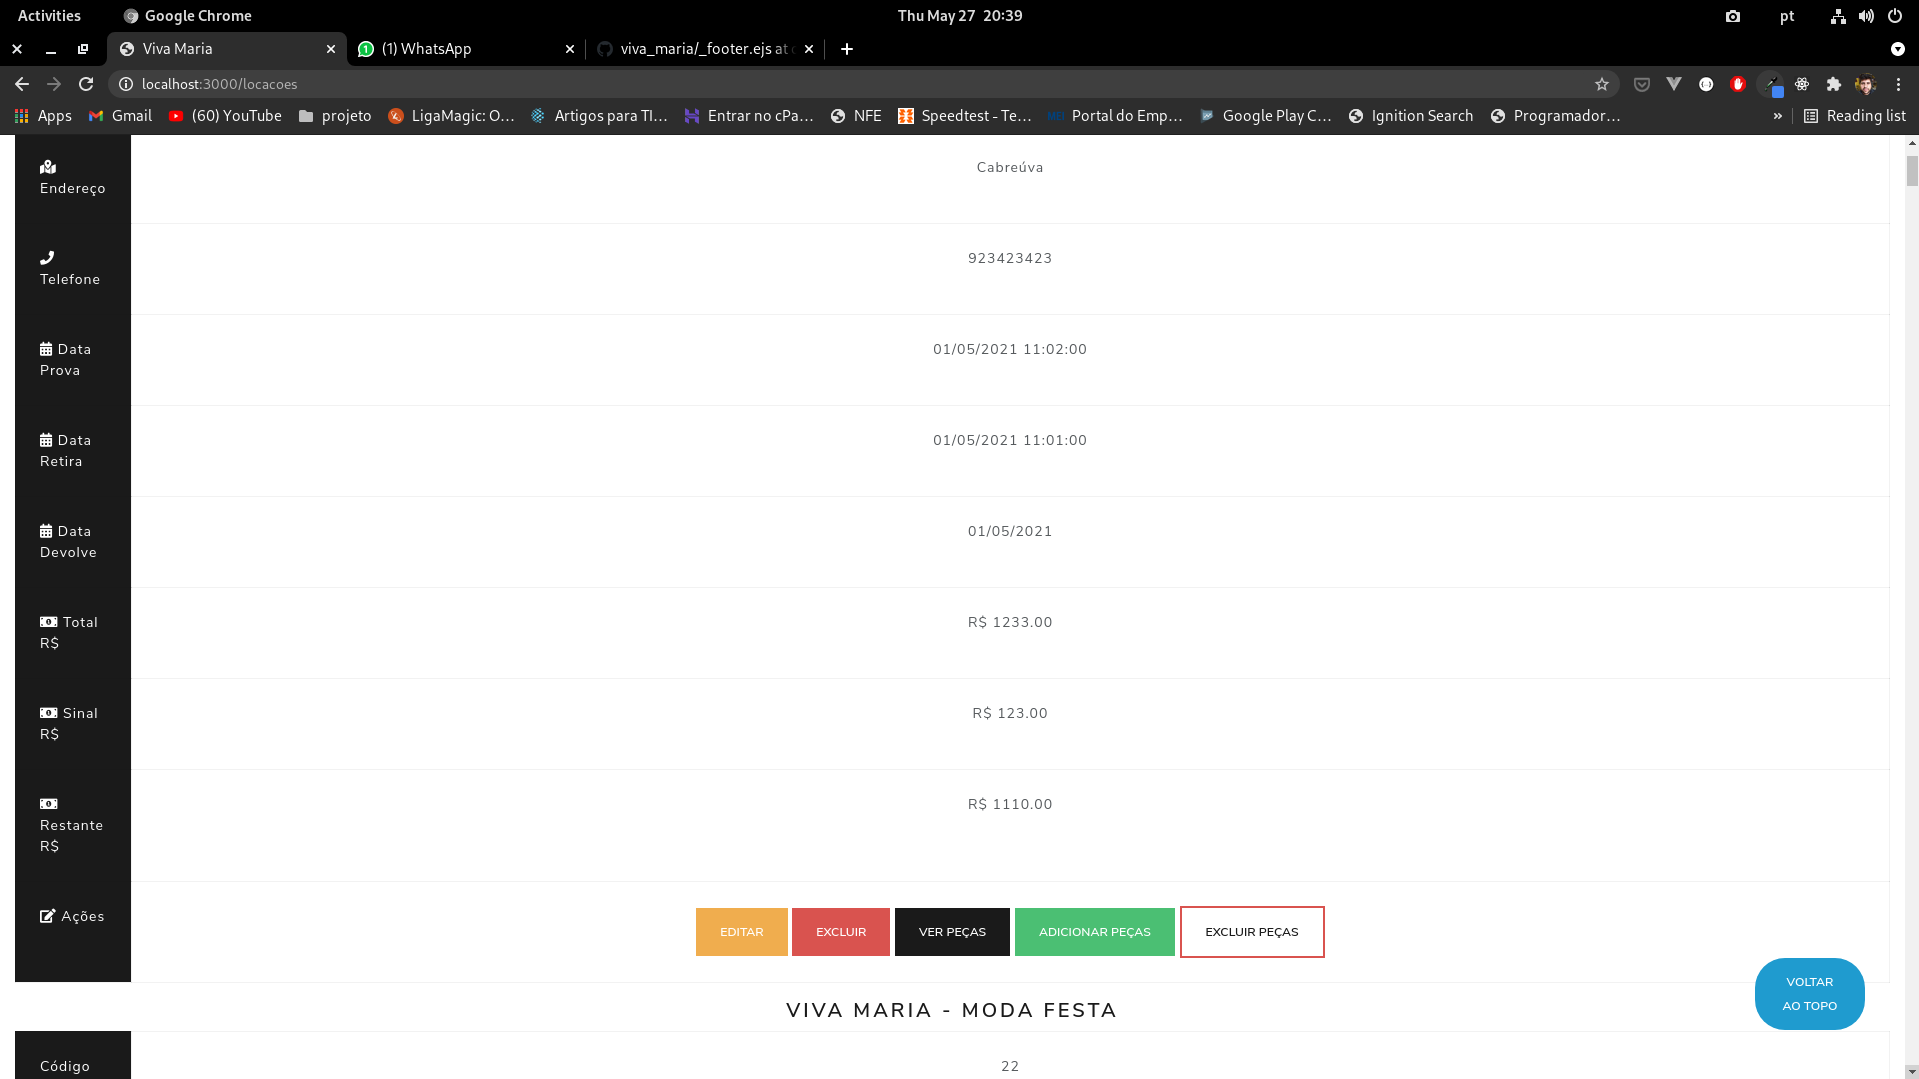 Activities
Google Chrome
Thu May 27 20:39
pt
Viva Maria
(1) WhatsApp
viva_maria/_footer.ejs at
localhost:3000/locacoes
Apps
Gmail
(60) YouTube
projeto
LigaMagic: O…
Artigos para TI…
Entrar no cPa…
NFE
Speedtest - Te…
Portal do Emp…
Google Play C…
Ignition Search
Programador…
»
Reading list
Endereço
Cabreúva
Telefone
923423423
Data
Prova
01/05/2021 11:02:00
Data
Retira
01/05/2021 11:01:00
Data
Devolve
01/05/2021
Total
R$
R$ 1233.00
Sinal
R$
R$ 123.00
Restante
R$
R$ 1110.00
Ações
EDITAR
EXCLUIR
VER PEÇAS
ADICIONAR PEÇAS
EXCLUIR PEÇAS
VOLTAR
AO TOPO
VIVA MARIA - MODA FESTA
Código
22